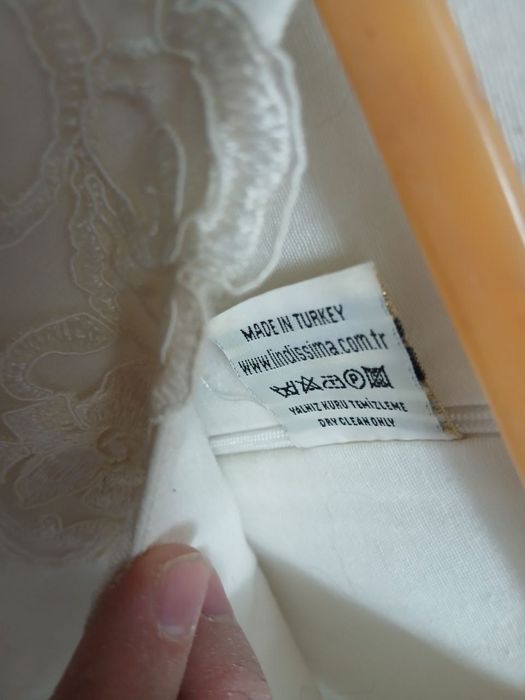 MADE IN TURKEY
www.lindissima.com.tr
P
YALNIZ KURU TEMİZLEME
DRY CLEAN ONLY